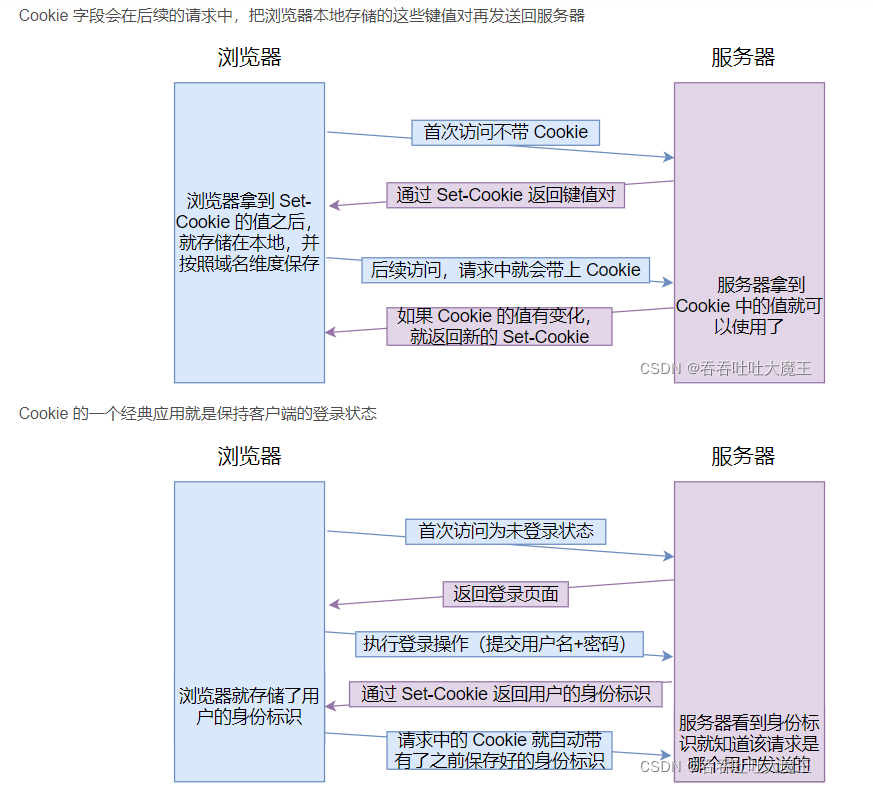 Cookie 字段会在后续的请求中，把浏览器本地存储的这些键值对再发送回服务器
浏览器
服务器
首次访问不带 Cookie
通过 Set-Cookie 返回键值对
浏览器拿到 Set-
Cookie 的值之后，
就存储在本地，并
按照域名维度保存
后续访问，请求中就会带上 Cookie
服务器拿到
Cookie 中的值就可
以使用了
如果 Cookie 的值有变化，
就返回新的 Set-Cookie
CSDN @吞吞吐吐大魔王
Cookie 的一个经典应用就是保持客户端的登录状态
浏览器
服务器
首次访问为未登录状态
返回登录页面
执行登录操作（提交用户名+密码）
通过 Set-Cookie 返回用户的身份标识
浏览器就存储了用
户的身份标识
请求中的 Cookie 就自动带
有了之前保存好的身份标识
服务器看到身份标
识就知道该请求是
哪个用户发送的
CSDN @吞吞吐吐大魔王